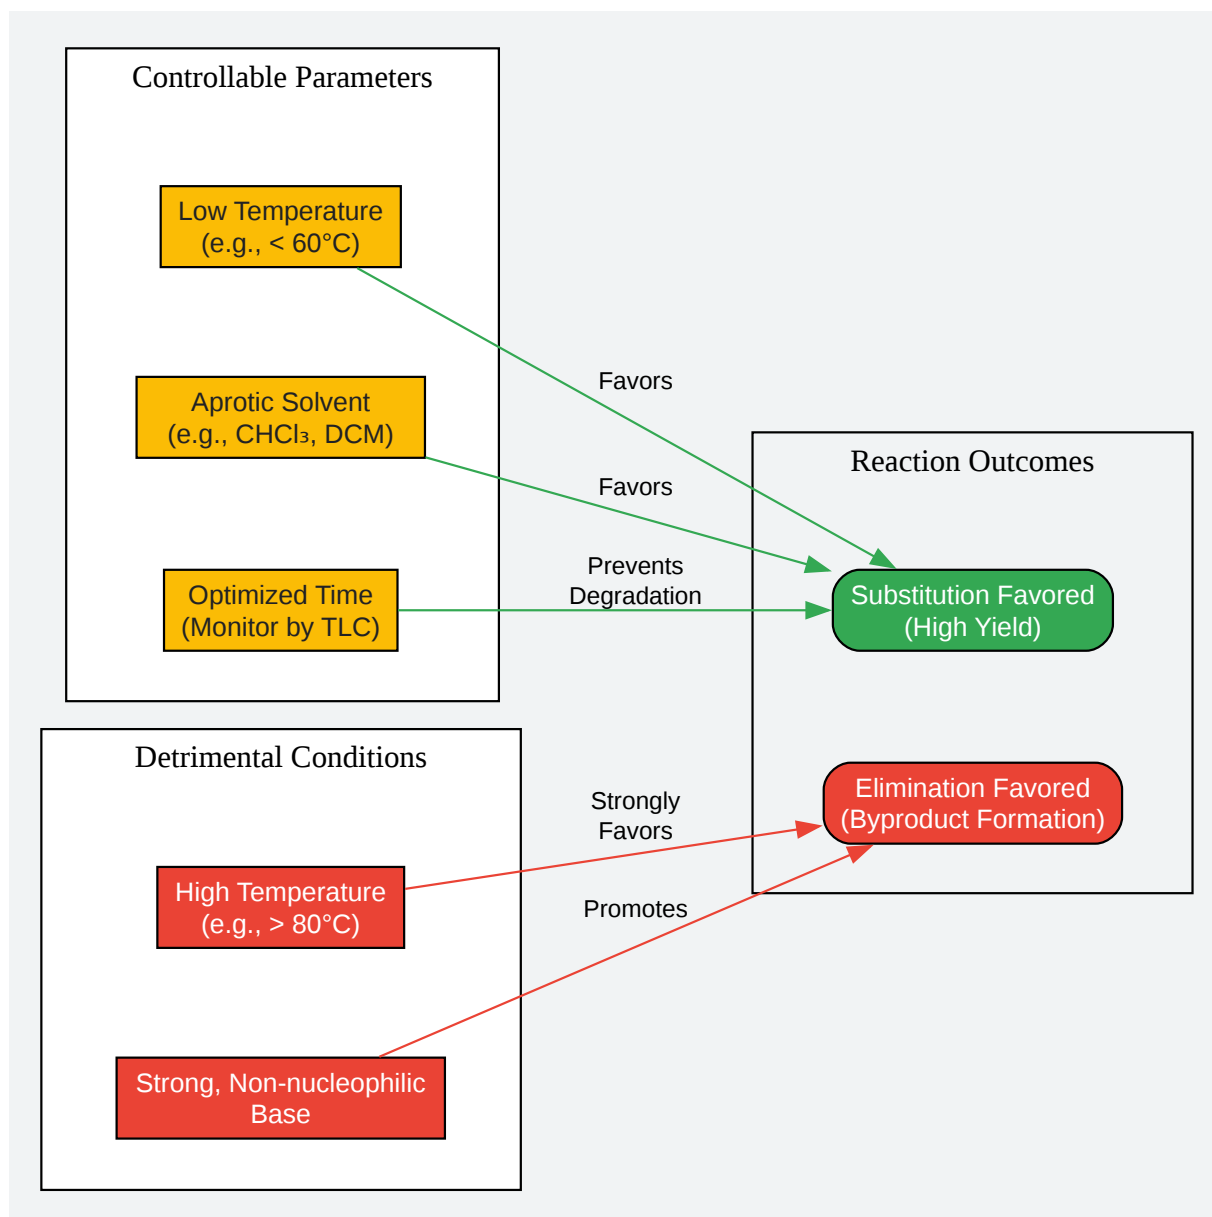 Controllable Parameters
Low Temperature
(e.g., < 60°C)
Aprotic Solvent
(e.g., CHCl₃, DCM)
Optimized Time
(Monitor by TLC)
Favors
Favors
Prevents
Degradation
Reaction Outcomes
Substitution Favored
(High Yield)
Elimination Favored
(Byproduct Formation)
Detrimental Conditions
High Temperature
(e.g., > 80°C)
Strong, Non-nucleophilic
Base
Strongly
Favors
Promotes